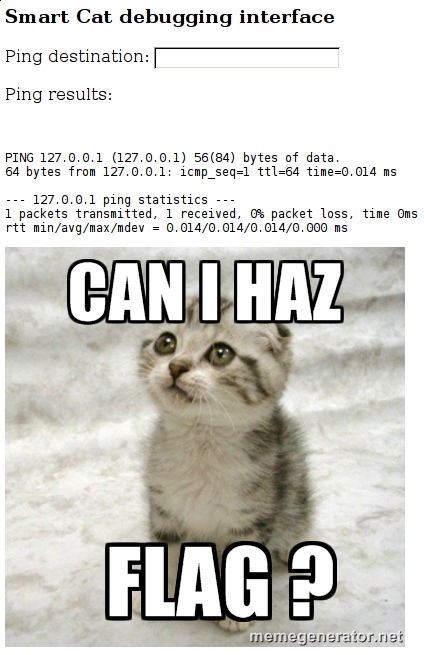 Smart Cat debugging interface
Ping destination:
Ping results:
PING 127.0.0.1 (127.0.0.1) 56(84) bytes of data.
64 bytes from 127.0.0.1: icmp_seq=1 ttl=64 time=0.014 ms
--- 127.0.0.1 ping statistics ---
1 packets transmitted, 1 received, 0% packet loss, time 0ms
rtt min/avg/max/mdev = 0.014/0.014/0.014/0.000 ms
CAN I HAZ
FLAG ?
memegenerator.net